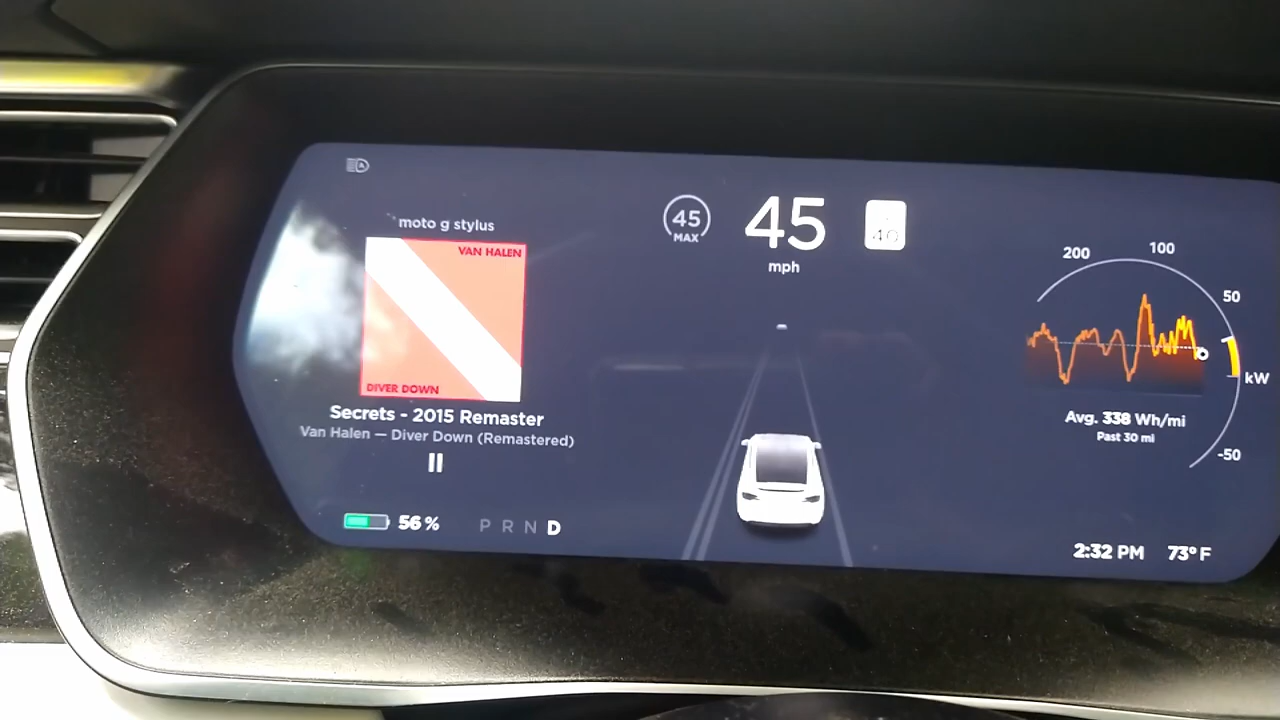 moto g stylus
VAN HALEN
DIVER DOWN
Secrets - 2015 Remaster
Van Halen — Diver Down (Remastered)
56 %
P R N D
45
MAX
45
mph
40
200
100
50
kW
-50
Avg. 338 Wh/mi
Past 30 mi
2:32 PM 73° F